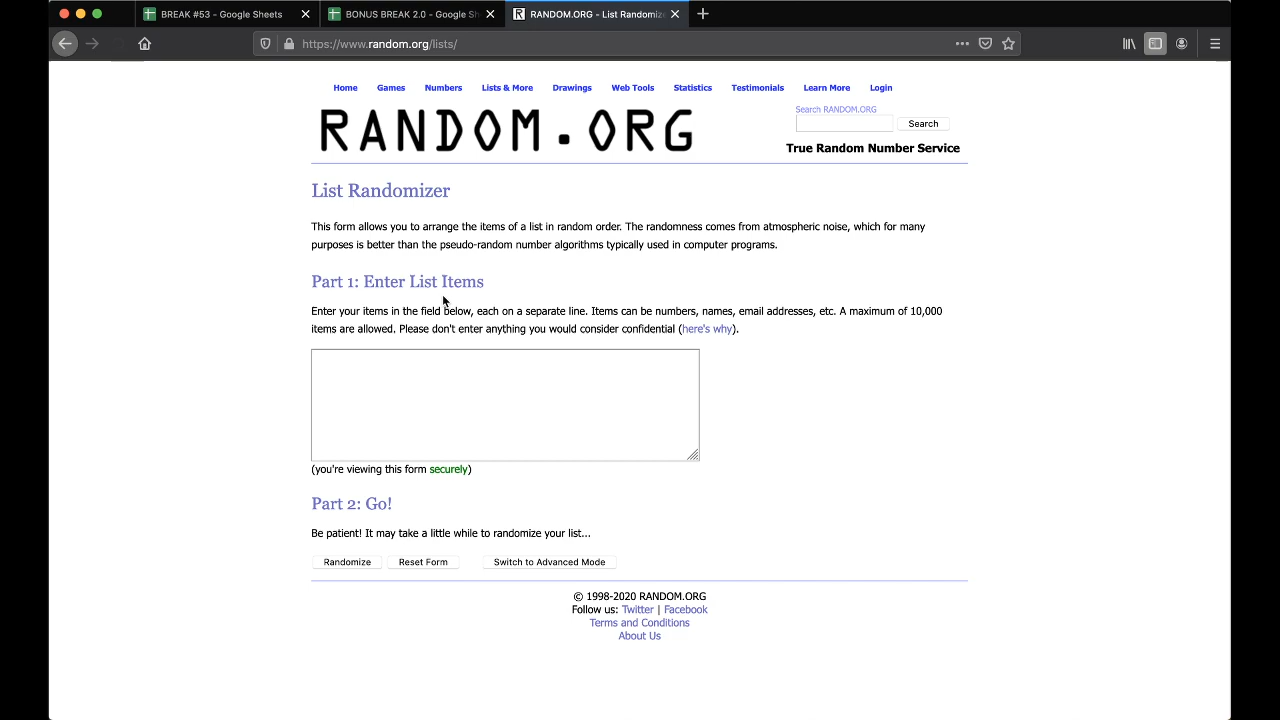 BREAK #53 - Google Sheets
BONUS BREAK 2.0 - Google Sh
RANDOM.ORG - List Randomize
https://www.random.org/lists/
Home Games Numbers Lists & More Drawings Web Tools Statistics Testimonials Learn More Login
RANDOM.ORG
Search RANDOM.ORG
Search
True Random Number Service
List Randomizer
This form allows you to arrange the items of a list in random order. The randomness comes from atmospheric noise, which for many
purposes is better than the pseudo-random number algorithms typically used in computer programs.
Part 1: Enter List Items
Enter your items in the field below, each on a separate line. Items can be numbers, names, email addresses, etc. A maximum of 10,000
items are allowed. Please don't enter anything you would consider confidential (here's why).
(you're viewing this form securely)
Part 2: Go!
Be patient! It may take a little while to randomize your list...
Randomize Reset Form Switch to Advanced Mode
© 1998-2020 RANDOM.ORG
Follow us: Twitter | Facebook
Terms and Conditions
About Us